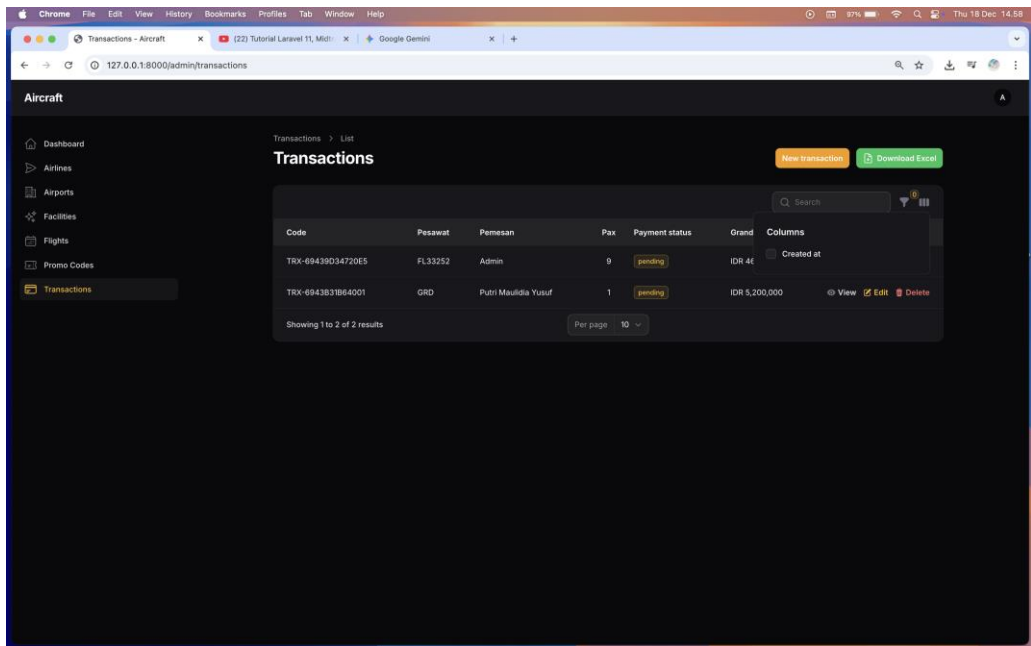 Chrome File Edit View History Bookmarks Profiles Tab Window Help 97% Thu 18 Dec 14.58
Transactions - Aircraft (22) Tutorial Laravel 11, Midtr Google Gemini
127.0.0.1:8000/admin/transactions
Aircraft A
Dashboard
Airlines
Airports
Facilities
Flights
Promo Codes
Transactions
Transactions > List
Transactions
New transaction Download Excel
Search 0
Columns
Created at
Code Pesawat Pemesan Pax Payment status Grand
TRX-69439D34720E5 FL33252 Admin 9 pending IDR 46
TRX-6943B31B64001 GRD Putri Maulidia Yusuf 1 pending IDR 5,200,000 View Edit Delete
Showing 1 to 2 of 2 results Per page 10